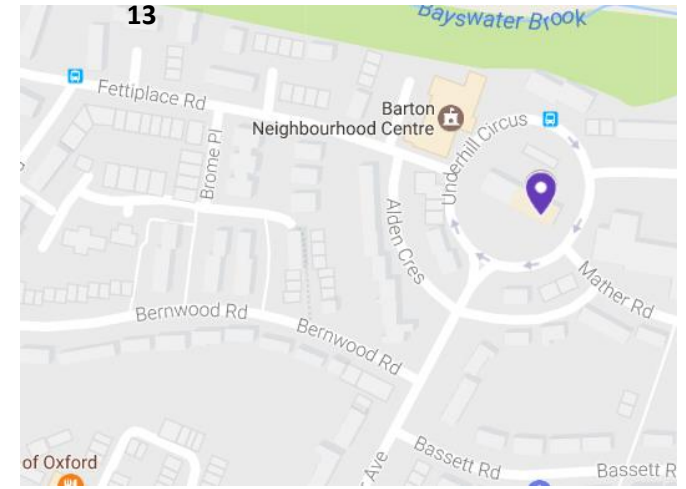 13
Bayswater Brook
Fettiplace Rd
Barton
Neighbourhood Centre
Underhill Circus
Brome Pl
Alden Cres
Mather Rd
Bernwood Rd
Bernwood Rd
of Oxford
Ave
Bassett Rd
Bassett R